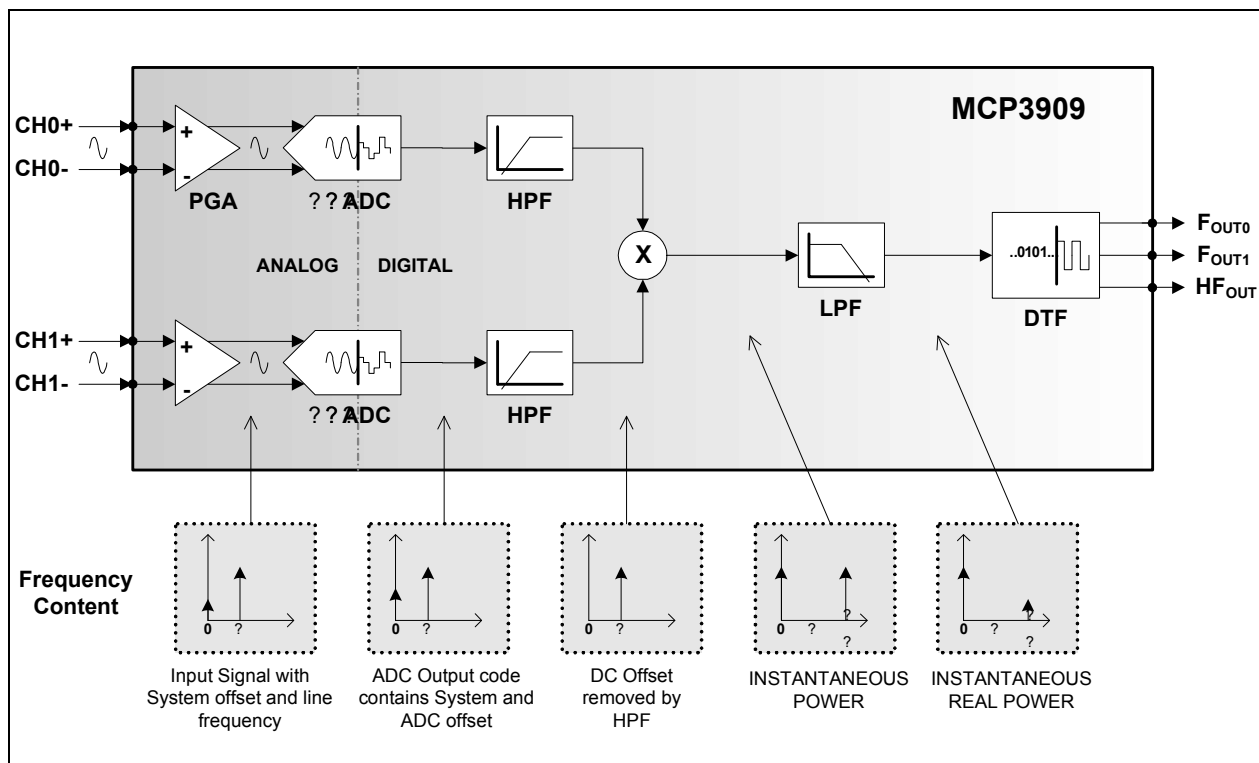 MCP3909
CH0+
CH0-
+
-
PGA
? ? ? ADC
HPF
ANALOG
DIGITAL
X
LPF
..0101..
DTF
FOUT0
FOUT1
HFOUT
CH1+
CH1-
+
-
? ? ? ADC
HPF
Frequency
Content
0 ?
0 ?
0 ?
0 ? ?
?
0 ? ?
?
Input Signal with
System offset and line
frequency
ADC Output code
contains System and
ADC offset
DC Offset
removed by
HPF
INSTANTANEOUS
POWER
INSTANTANEOUS
REAL POWER